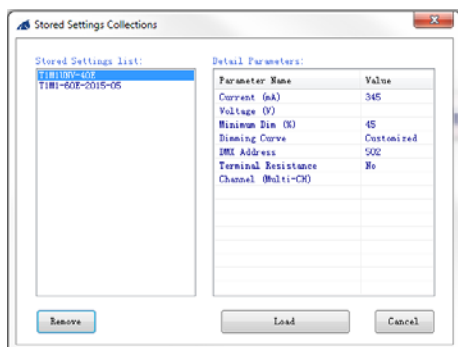 Stored Settings Collections
Stored Settings list:
T1M1UNV-40E
T1M1-60E-2015-05
Detail Parameters:
Parameter Name Value
Current (mA) 345
Voltage (V)
Minimum Dim (%) 45
Dimming Curve Customized
DMX Address 502
Terminal Resistance No
Channel (Multi-CH)
Remove
Load
Cancel